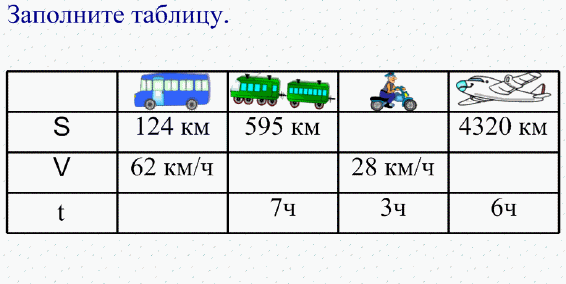 Заполните таблицу.
S 124 км 595 км 4320 км
V 62 км/ч 28 км/ч
t 7ч 3ч 6ч